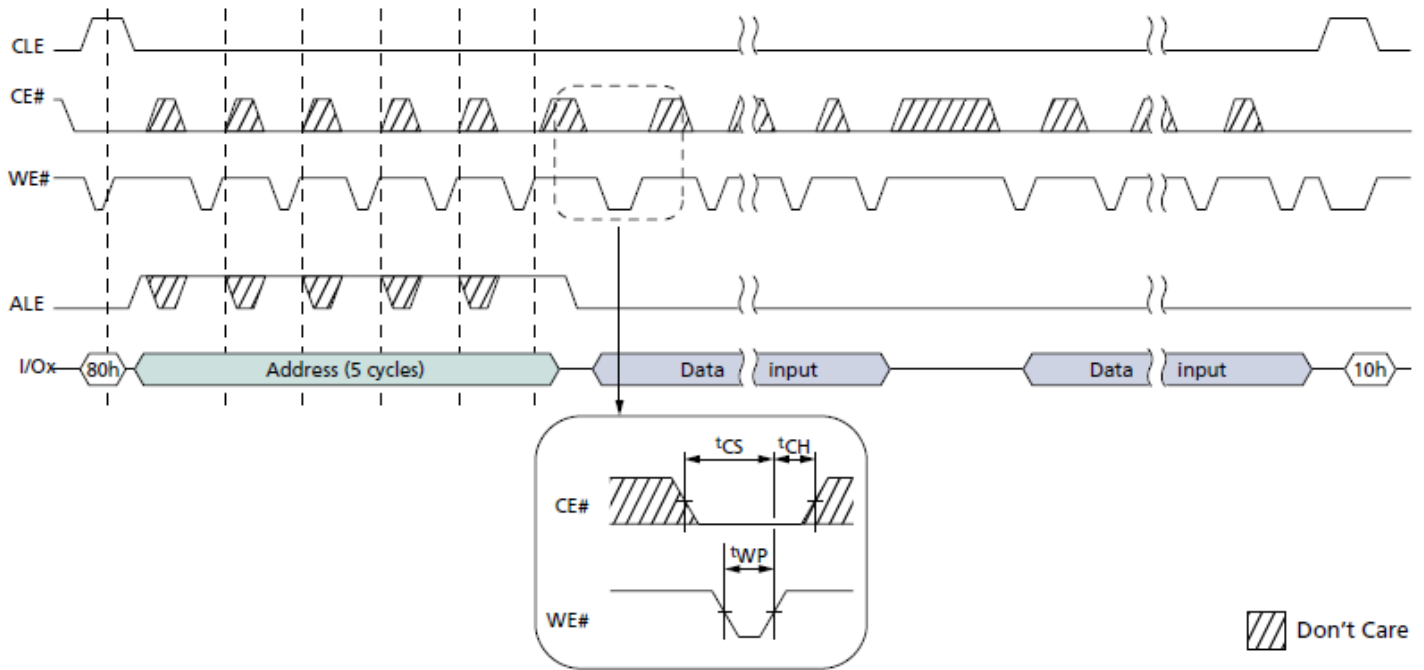 CLE
CE#
WE#
ALE
I/Ox
80h
Address (5 cycles)
Data input
Data input
10h
tCS tCH
CE#
tWP
WE#
Don't Care